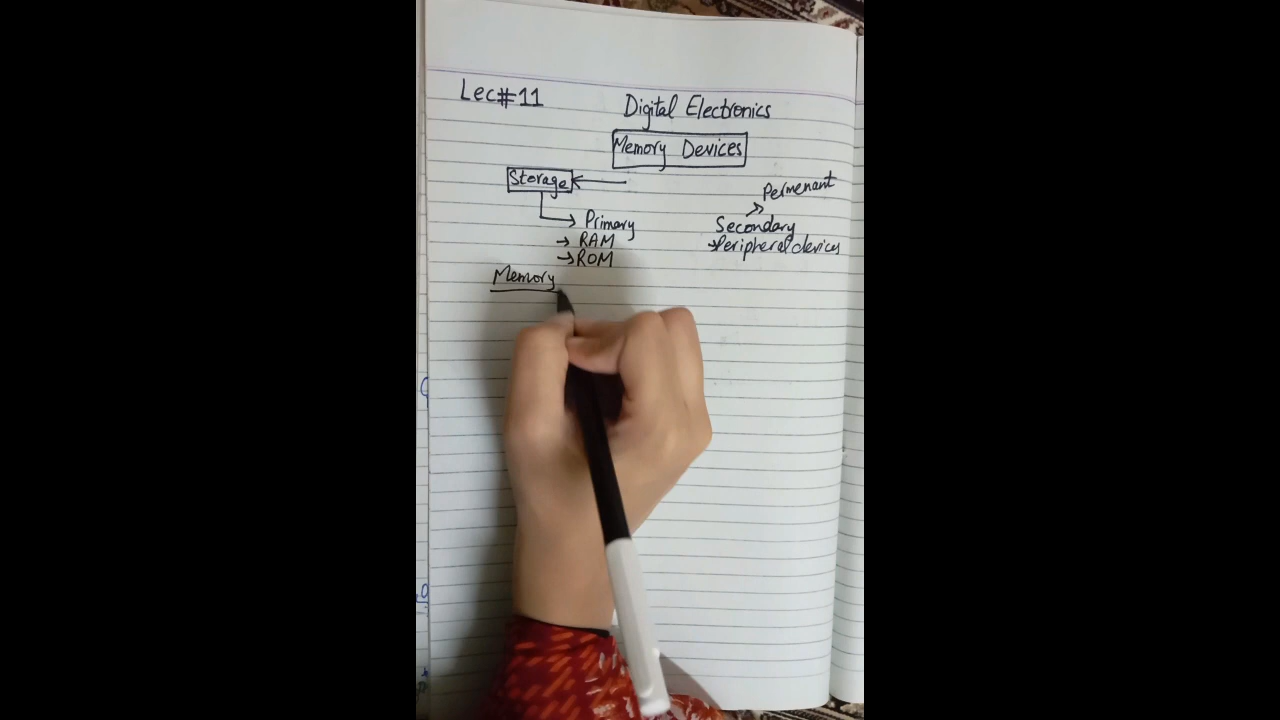 Lec#11
Digital Electronics
Memory Devices
Storage
Permenant
Primary
Secondary
→ RAM
→ Peripheral devices
→ ROM
Memory